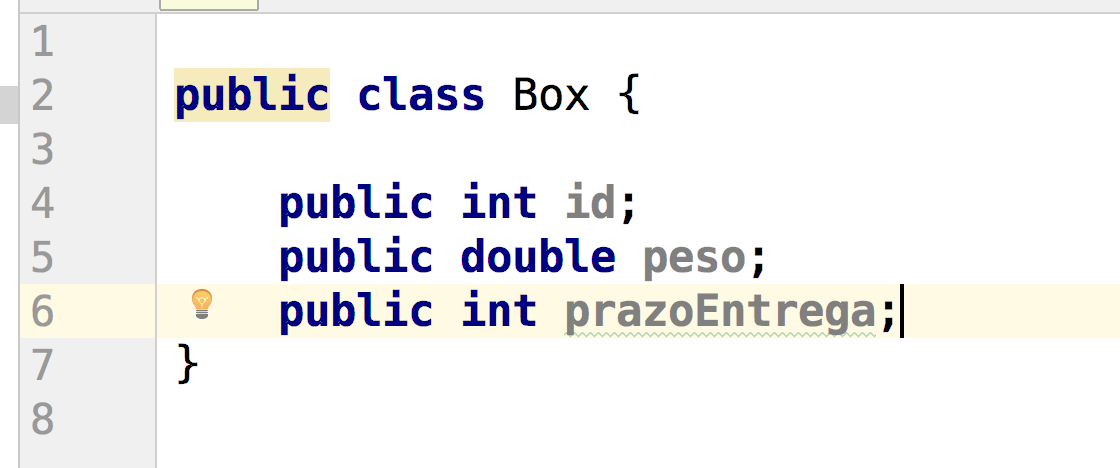 1
2 public class Box {
3
4 public int id;
5 public double peso;
6 public int prazoEntrega;
7 }
8